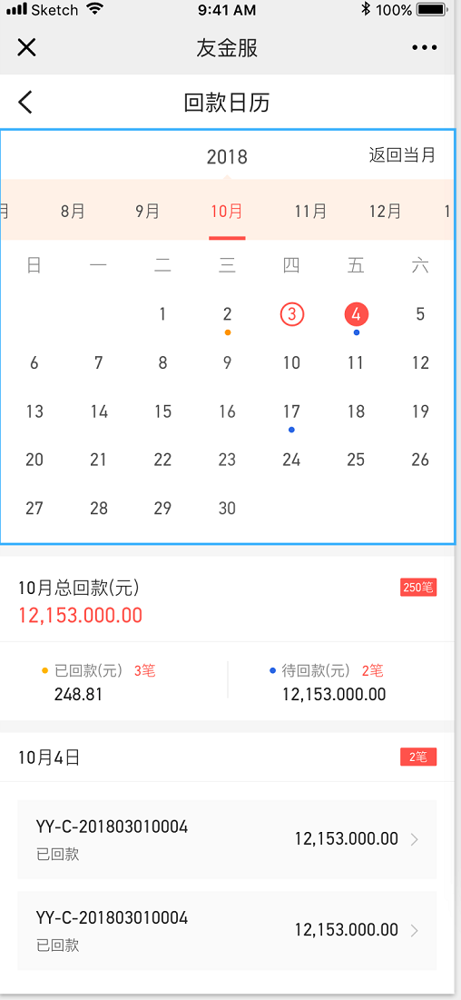 Sketch 9:41 AM 100%
友金服
回款日历
2018 返回当月
月 8月 9月 10月 11月 12月 1
日 一 二 三 四 五 六
1 2 3 4 5
6 7 8 9 10 11 12
13 14 15 16 17 18 19
20 21 22 23 24 25 26
27 28 29 30
10月总回款(元) 250笔
12,153.000.00
已回款(元) 3笔 待回款(元) 2笔
248.81 12,153.000.00
10月4日 2笔
YY-C-201803010004
已回款 12,153.000.00
YY-C-201803010004
已回款 12,153.000.00